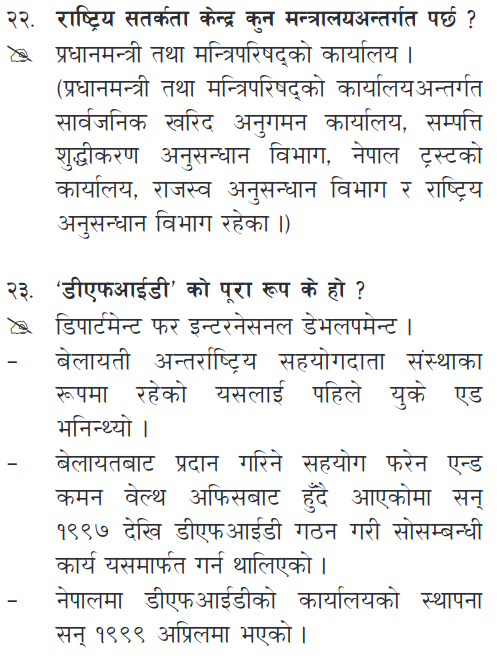 २२. राष्ट्रिय सतर्कता केन्द्र कुन मन्त्रालयअन्तर्गत पर्छ ?
प्रधानमन्त्री तथा मन्त्रिपरिषद्को कार्यालय ।
(प्रधानमन्त्री तथा मन्त्रिपरिषद्को कार्यालयअन्तर्गत
सार्वजनिक खरिद अनुगमन कार्यालय, सम्पत्ति
शुद्धीकरण अनुसन्धान विभाग, नेपाल ट्रस्टको
कार्यालय, राजस्व अनुसन्धान विभाग र राष्ट्रिय
अनुसन्धान विभाग रहेका ।)
२३. ‘डीएफआईडी’ को पूरा रूप के हो ?
डिपार्टमेन्ट फर इन्टरनेसनल डेभलपमेन्ट ।
– बेलायती अन्तर्राष्ट्रिय सहयोगदाता संस्थाका
रूपमा रहेको यसलाई पहिले युके एड
भनिन्थ्यो ।
– बेलायतबाट प्रदान गरिने सहयोग फरेन एन्ड
कमन वेल्थ अफिसबाट हुँदै आएकोमा सन्
१९९७ देखि डीएफआईडी गठन गरी सोसम्बन्धी
कार्य यसमार्फत गर्न थालिएको ।
– नेपालमा डीएफआईडीको कार्यालयको स्थापना
सन् १९९९ अप्रिलमा भएको ।